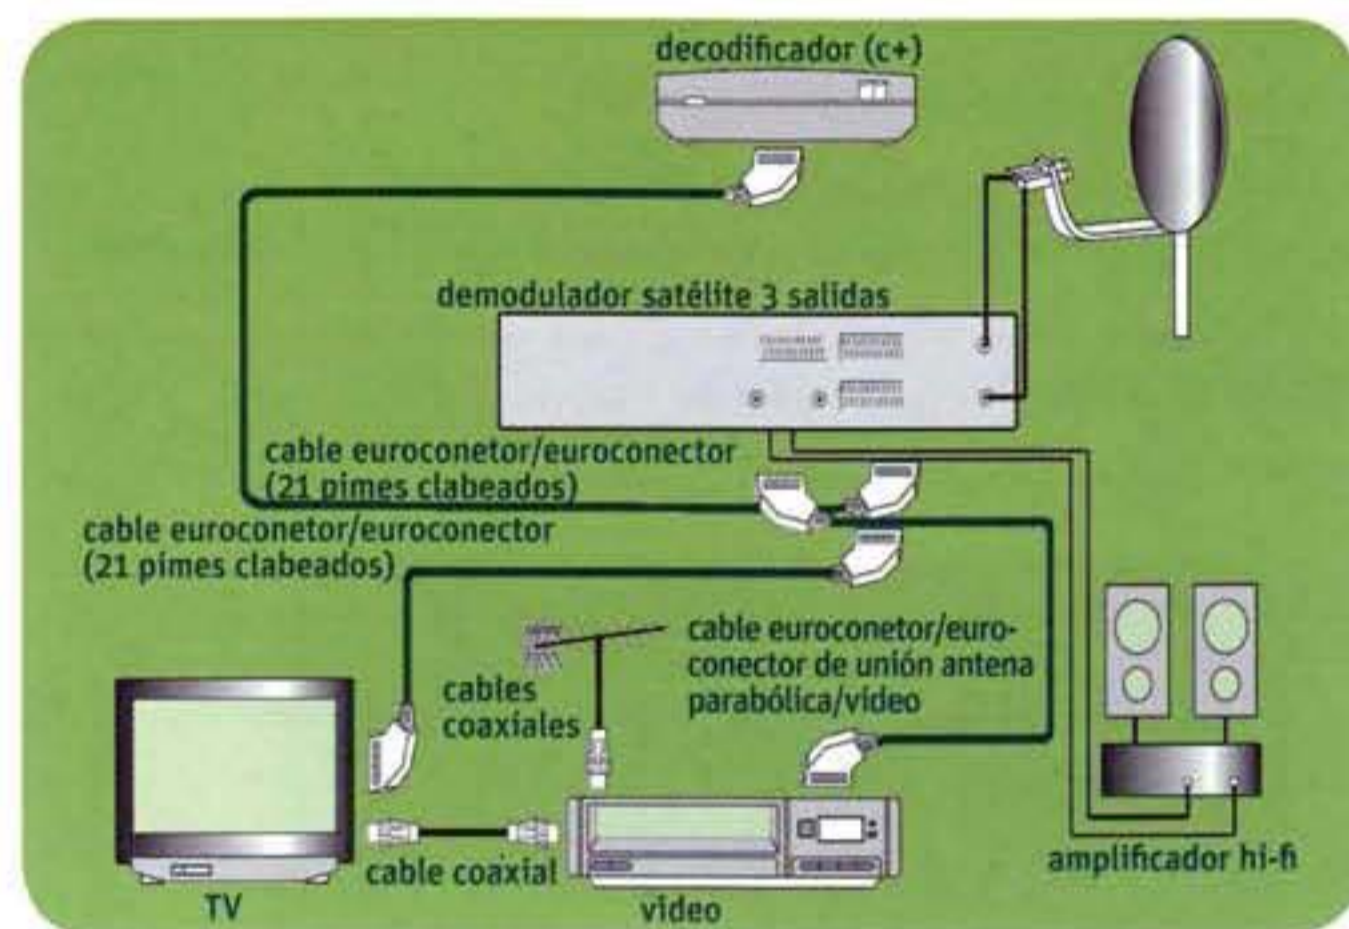 decodificador (c+)
demodulador satélite 3 salidas
cable euroconetor/euroconector
(21 pimes clabeados)
cable euroconetor/euroconector
(21 pimes clabeados)
cable euroconetor/euro-
conector de unión antena
parabólica/video
cables
coaxiales
cable coaxial
TV
video
amplificador hi-fi